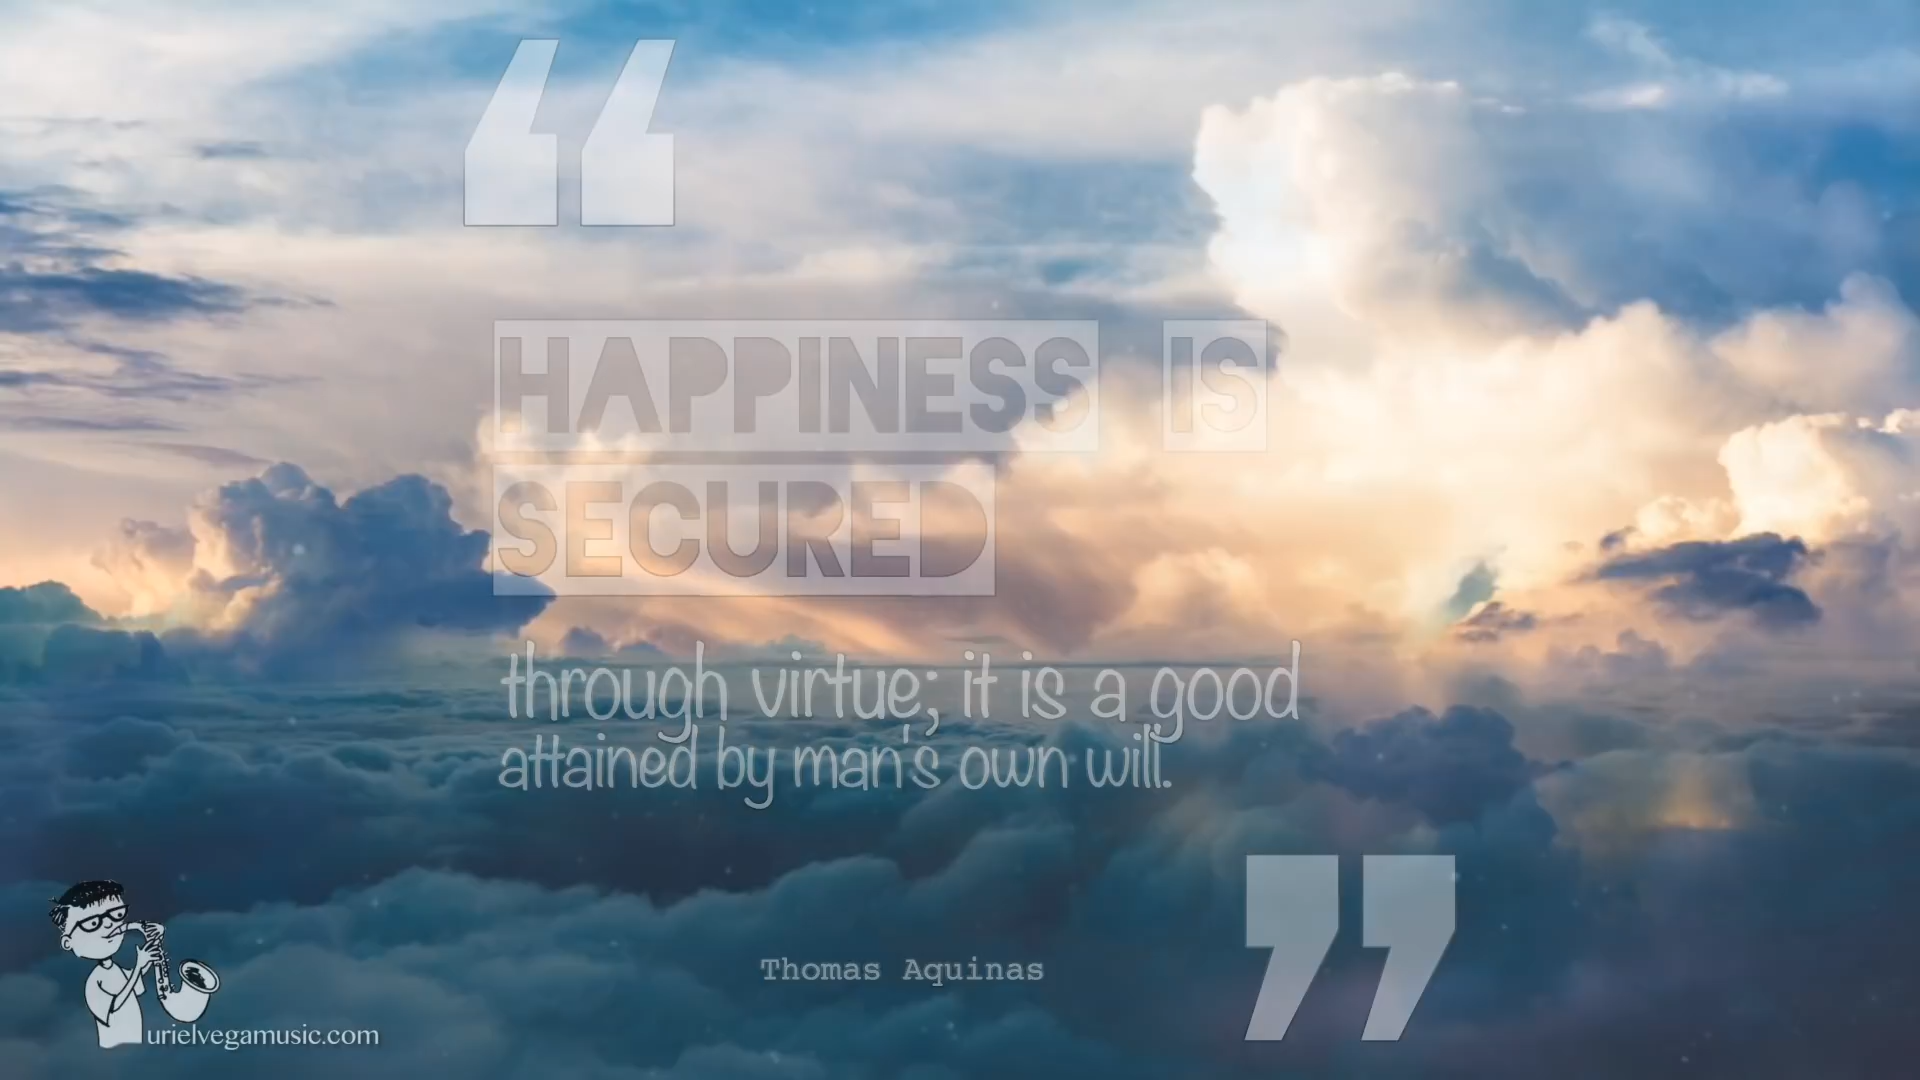 “
HAPPINESS IS
SECURED
through virtue; it is a good
attained by man's own will.
”
Thomas Aquinas
urielvegamusic.com